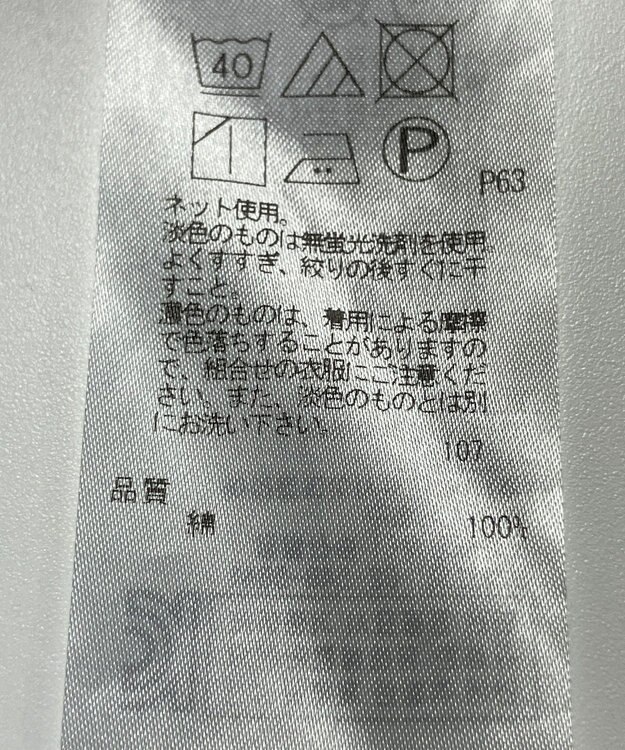 40
P
P63
ネット使用。
淡色のものは無蛍光洗剤を使用。
よくすすぎ、絞りの後すぐに干
すこと。
濃色のものは、着用による摩擦
で色落ちすることがありますの
で、組合せの衣服にご注意くだ
さい。また、淡色のものとは別
にお洗い下さい。
107
品質
綿 100%